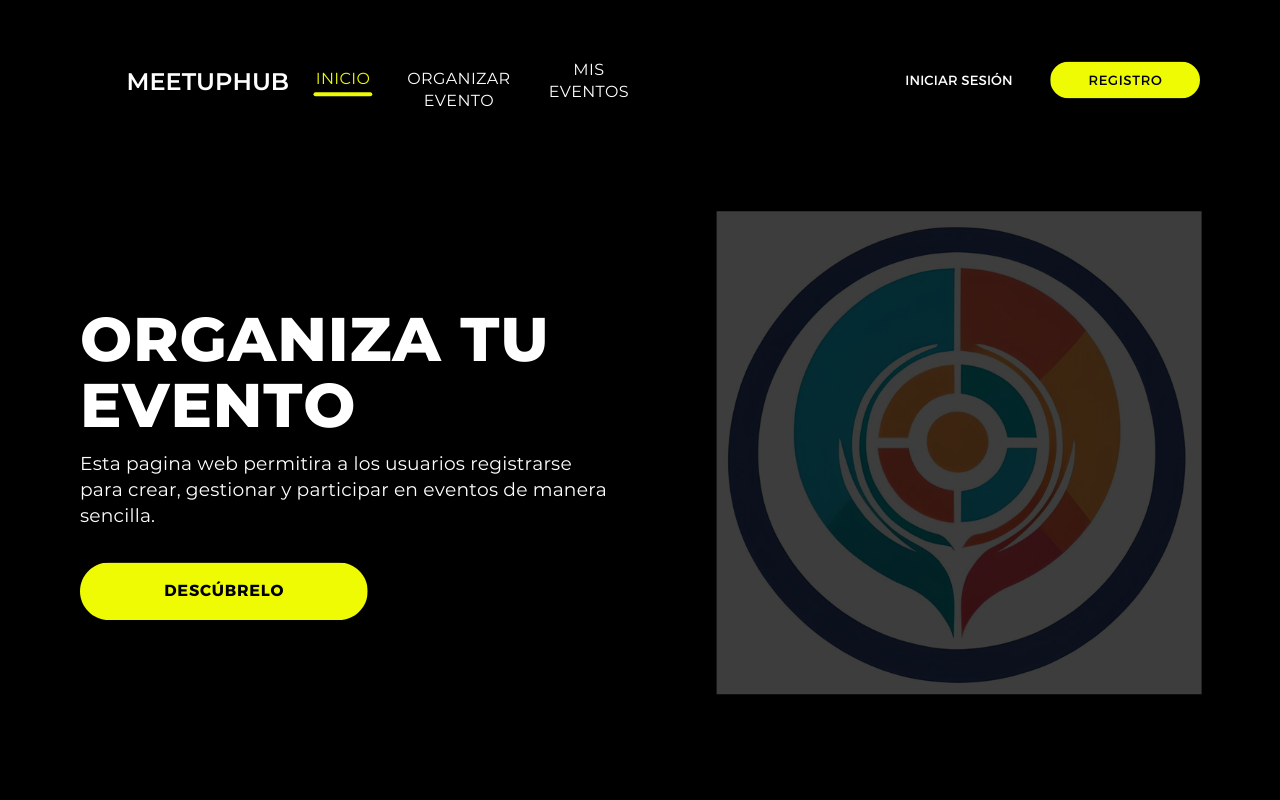 MEETUPHUB
INICIO
ORGANIZAR
EVENTO
MIS
EVENTOS
INICIAR SESIÓN
REGISTRO
ORGANIZA TU
EVENTO
Esta pagina web permitira a los usuarios registrarse
para crear, gestionar y participar en eventos de manera
sencilla.
DESCÚBRELO